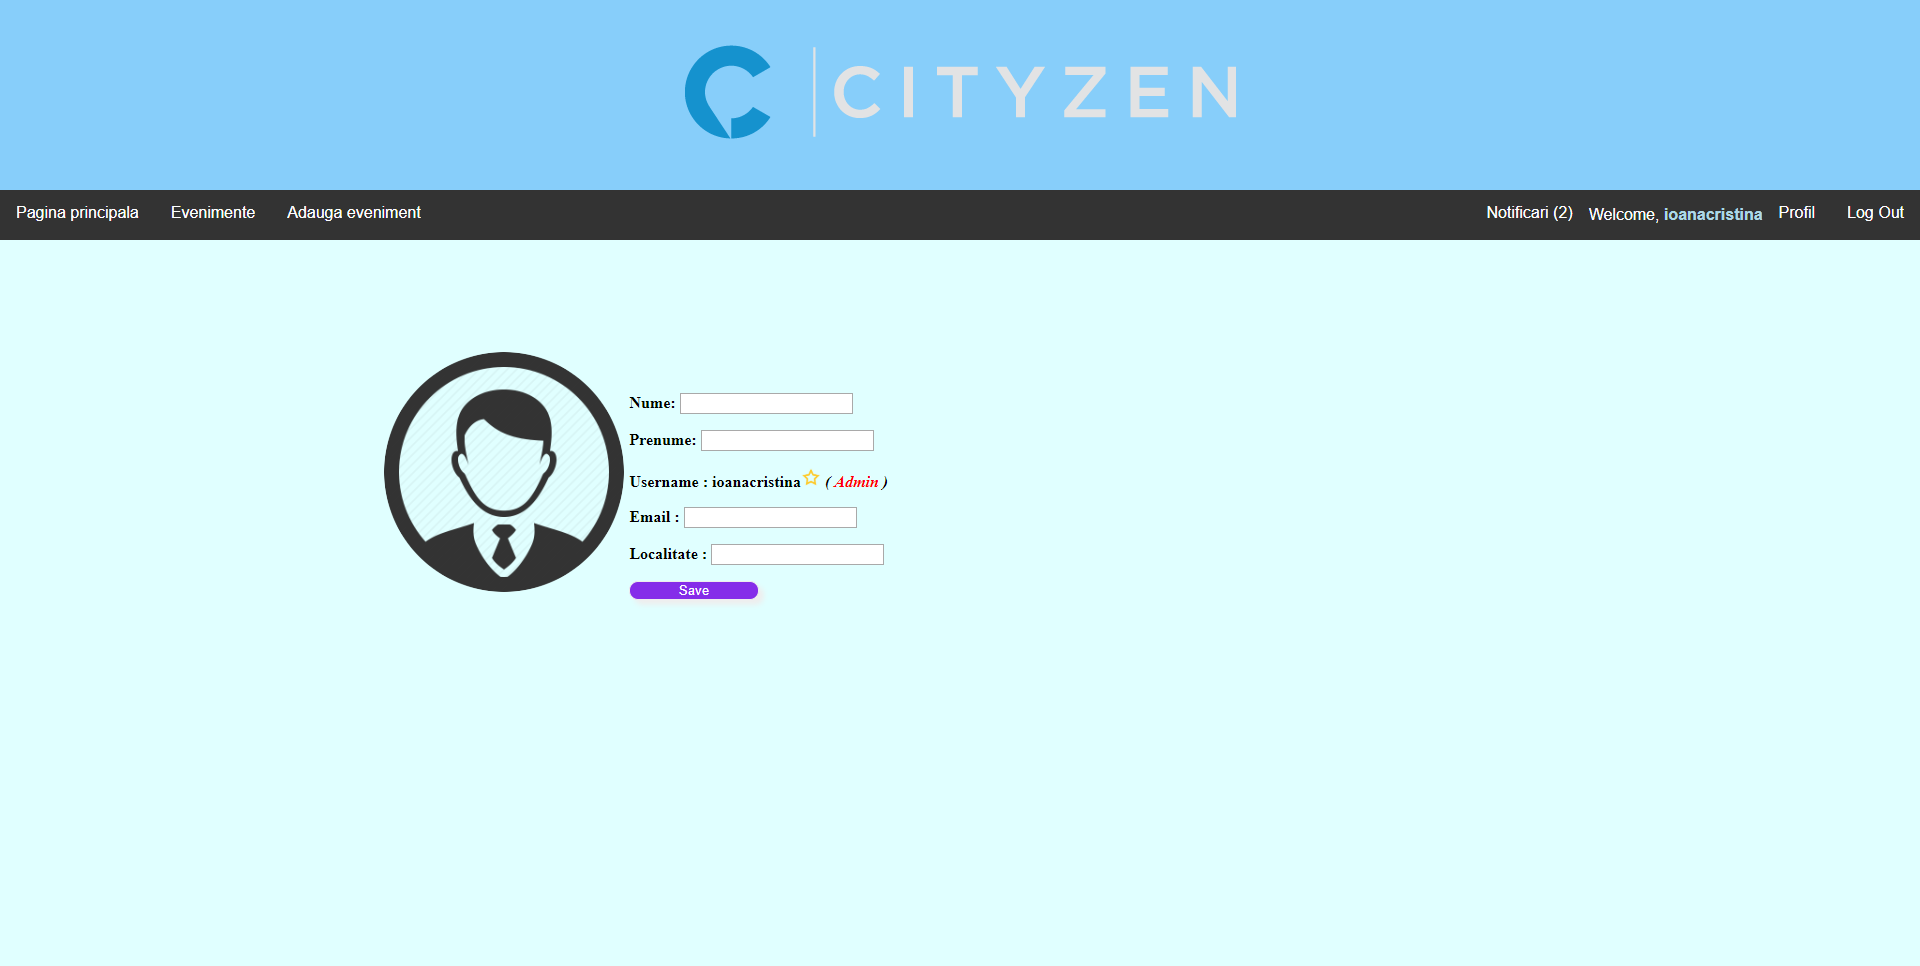 CITYZEN
Pagina principala Evenimente Adauga eveniment Notificari (2) Welcome, ioanacristina Profil Log Out
Nume:
Prenume:
Username : ioanacristina ( Admin )
Email :
Localitate :
Save